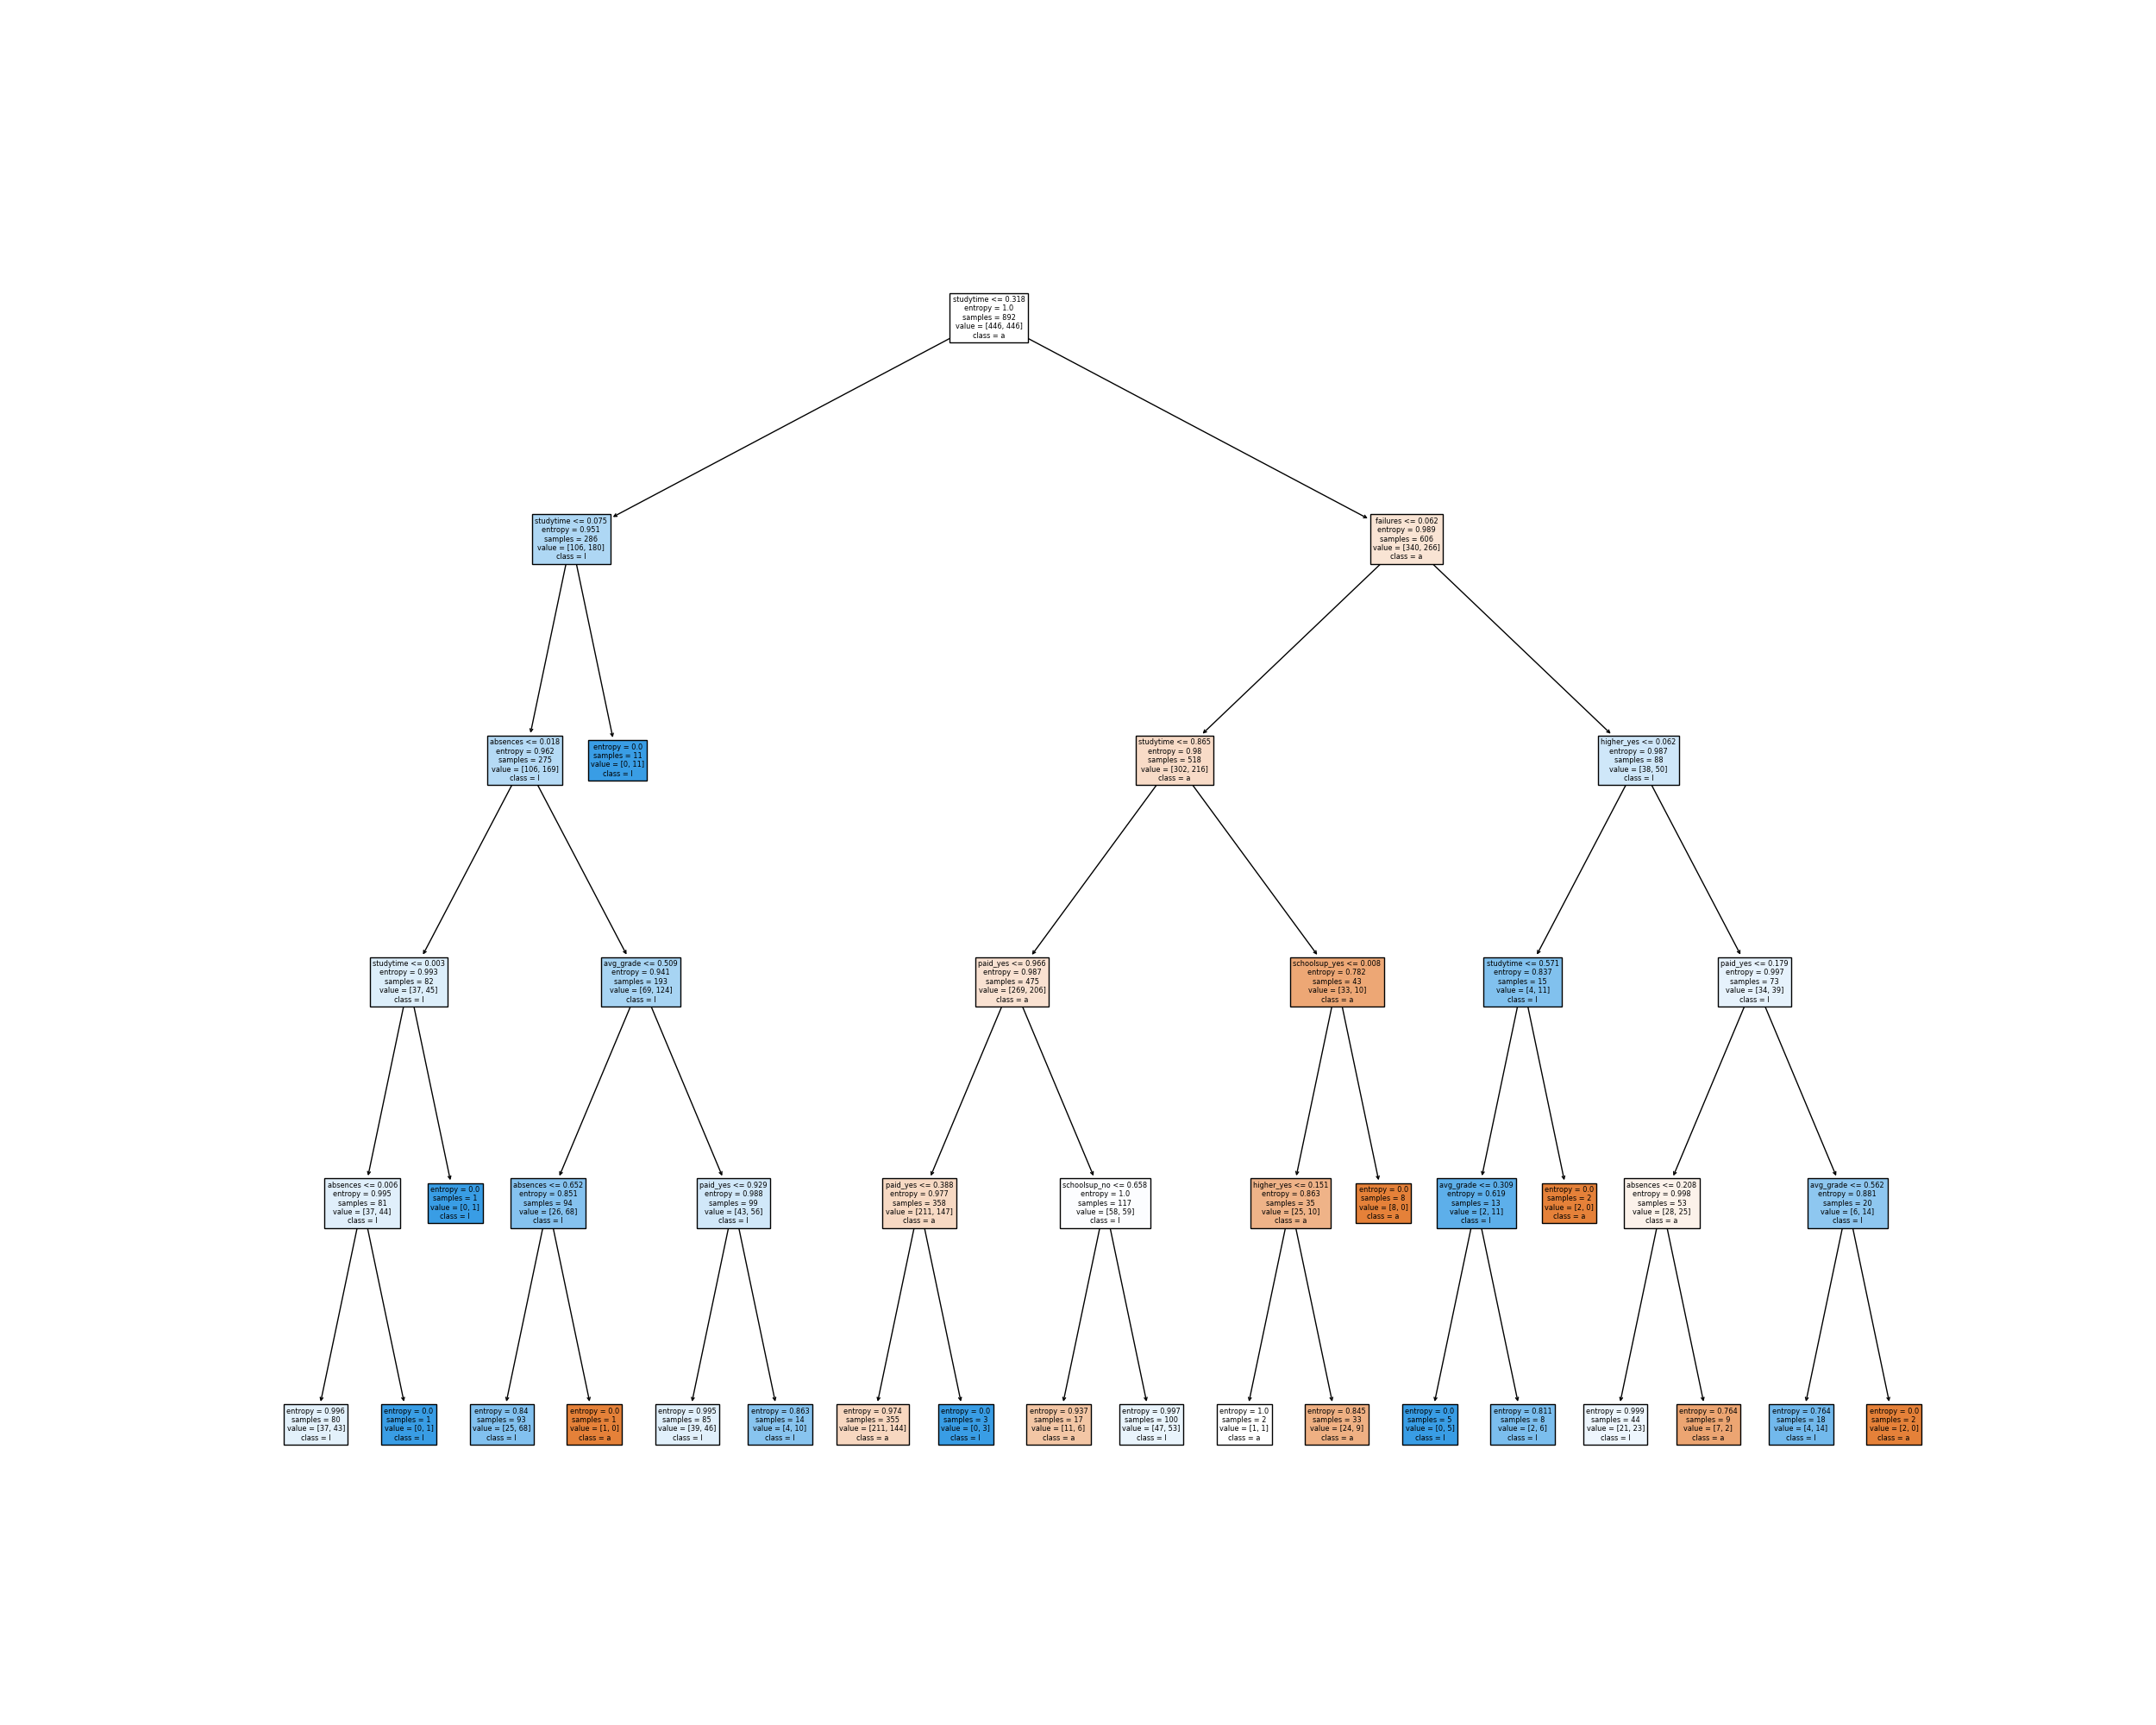 studytime <= 0.318
entropy = 1.0
samples = 892
value = [446, 446]
class = a
studytime <= 0.075
entropy = 0.951
samples = 286
value = [106, 180]
class = l
failures <= 0.062
entropy = 0.989
samples = 606
value = [340, 266]
class = a
absences <= 0.018
entropy = 0.962
samples = 275
value = [106, 169]
class = l
entropy = 0.0
samples = 11
value = [0, 11]
class = l
studytime <= 0.865
entropy = 0.98
samples = 518
value = [302, 216]
class = a
higher_yes <= 0.062
entropy = 0.987
samples = 88
value = [38, 50]
class = l
studytime <= 0.003
entropy = 0.993
samples = 82
value = [37, 45]
class = l
avg_grade <= 0.509
entropy = 0.941
samples = 193
value = [69, 124]
class = l
paid_yes <= 0.966
entropy = 0.987
samples = 475
value = [269, 206]
class = a
schoolsup_yes <= 0.008
entropy = 0.782
samples = 43
value = [33, 10]
class = a
studytime <= 0.571
entropy = 0.837
samples = 15
value = [4, 11]
class = l
paid_yes <= 0.179
entropy = 0.997
samples = 73
value = [34, 39]
class = l
absences <= 0.006
entropy = 0.995
samples = 81
value = [37, 44]
class = l
entropy = 0.0
samples = 1
value = [0, 1]
class = l
absences <= 0.652
entropy = 0.851
samples = 94
value = [26, 68]
class = l
paid_yes <= 0.929
entropy = 0.988
samples = 99
value = [43, 56]
class = l
paid_yes <= 0.388
entropy = 0.977
samples = 358
value = [211, 147]
class = a
schoolsup_no <= 0.658
entropy = 1.0
samples = 117
value = [58, 59]
class = l
higher_yes <= 0.151
entropy = 0.863
samples = 35
value = [25, 10]
class = a
entropy = 0.0
samples = 8
value = [8, 0]
class = a
avg_grade <= 0.309
entropy = 0.619
samples = 13
value = [2, 11]
class = l
entropy = 0.0
samples = 2
value = [2, 0]
class = a
absences <= 0.208
entropy = 0.998
samples = 53
value = [28, 25]
class = a
avg_grade <= 0.562
entropy = 0.881
samples = 20
value = [6, 14]
class = l
entropy = 0.996
samples = 80
value = [37, 43]
class = l
entropy = 0.0
samples = 1
value = [0, 1]
class = l
entropy = 0.84
samples = 93
value = [25, 68]
class = l
entropy = 0.0
samples = 1
value = [1, 0]
class = a
entropy = 0.995
samples = 85
value = [39, 46]
class = l
entropy = 0.863
samples = 14
value = [4, 10]
class = l
entropy = 0.974
samples = 355
value = [211, 144]
class = a
entropy = 0.0
samples = 3
value = [0, 3]
class = l
entropy = 0.937
samples = 17
value = [11, 6]
class = a
entropy = 0.997
samples = 100
value = [47, 53]
class = l
entropy = 1.0
samples = 2
value = [1, 1]
class = a
entropy = 0.845
samples = 33
value = [24, 9]
class = a
entropy = 0.0
samples = 5
value = [0, 5]
class = l
entropy = 0.811
samples = 8
value = [2, 6]
class = l
entropy = 0.999
samples = 44
value = [21, 23]
class = l
entropy = 0.764
samples = 9
value = [7, 2]
class = a
entropy = 0.764
samples = 18
value = [4, 14]
class = l
entropy = 0.0
samples = 2
value = [2, 0]
class = a